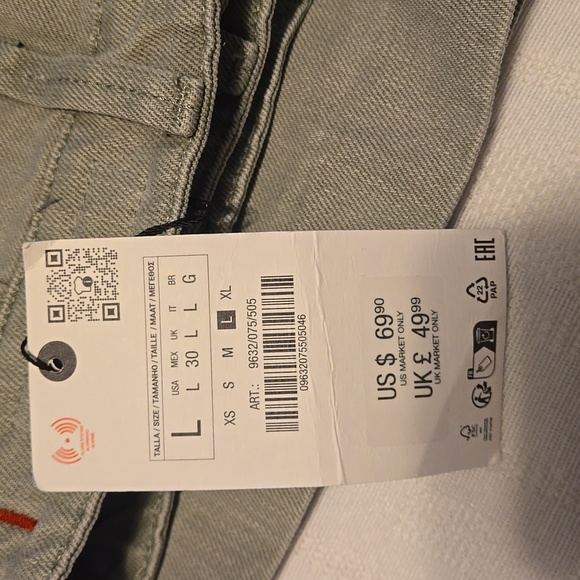 TALLA / SIZE / TAMANHO / TAILLE / MAAT / ΜΕΓΕΘΟΣ
USA MEX UK IT BR
L L 30 L L G
XS S M L XL
ART.: 9632/075/505
09632075505046
US $ 69.90
US MARKET ONLY
UK £ 49.99
UK MARKET ONLY
EAC
22
PAP
FSC